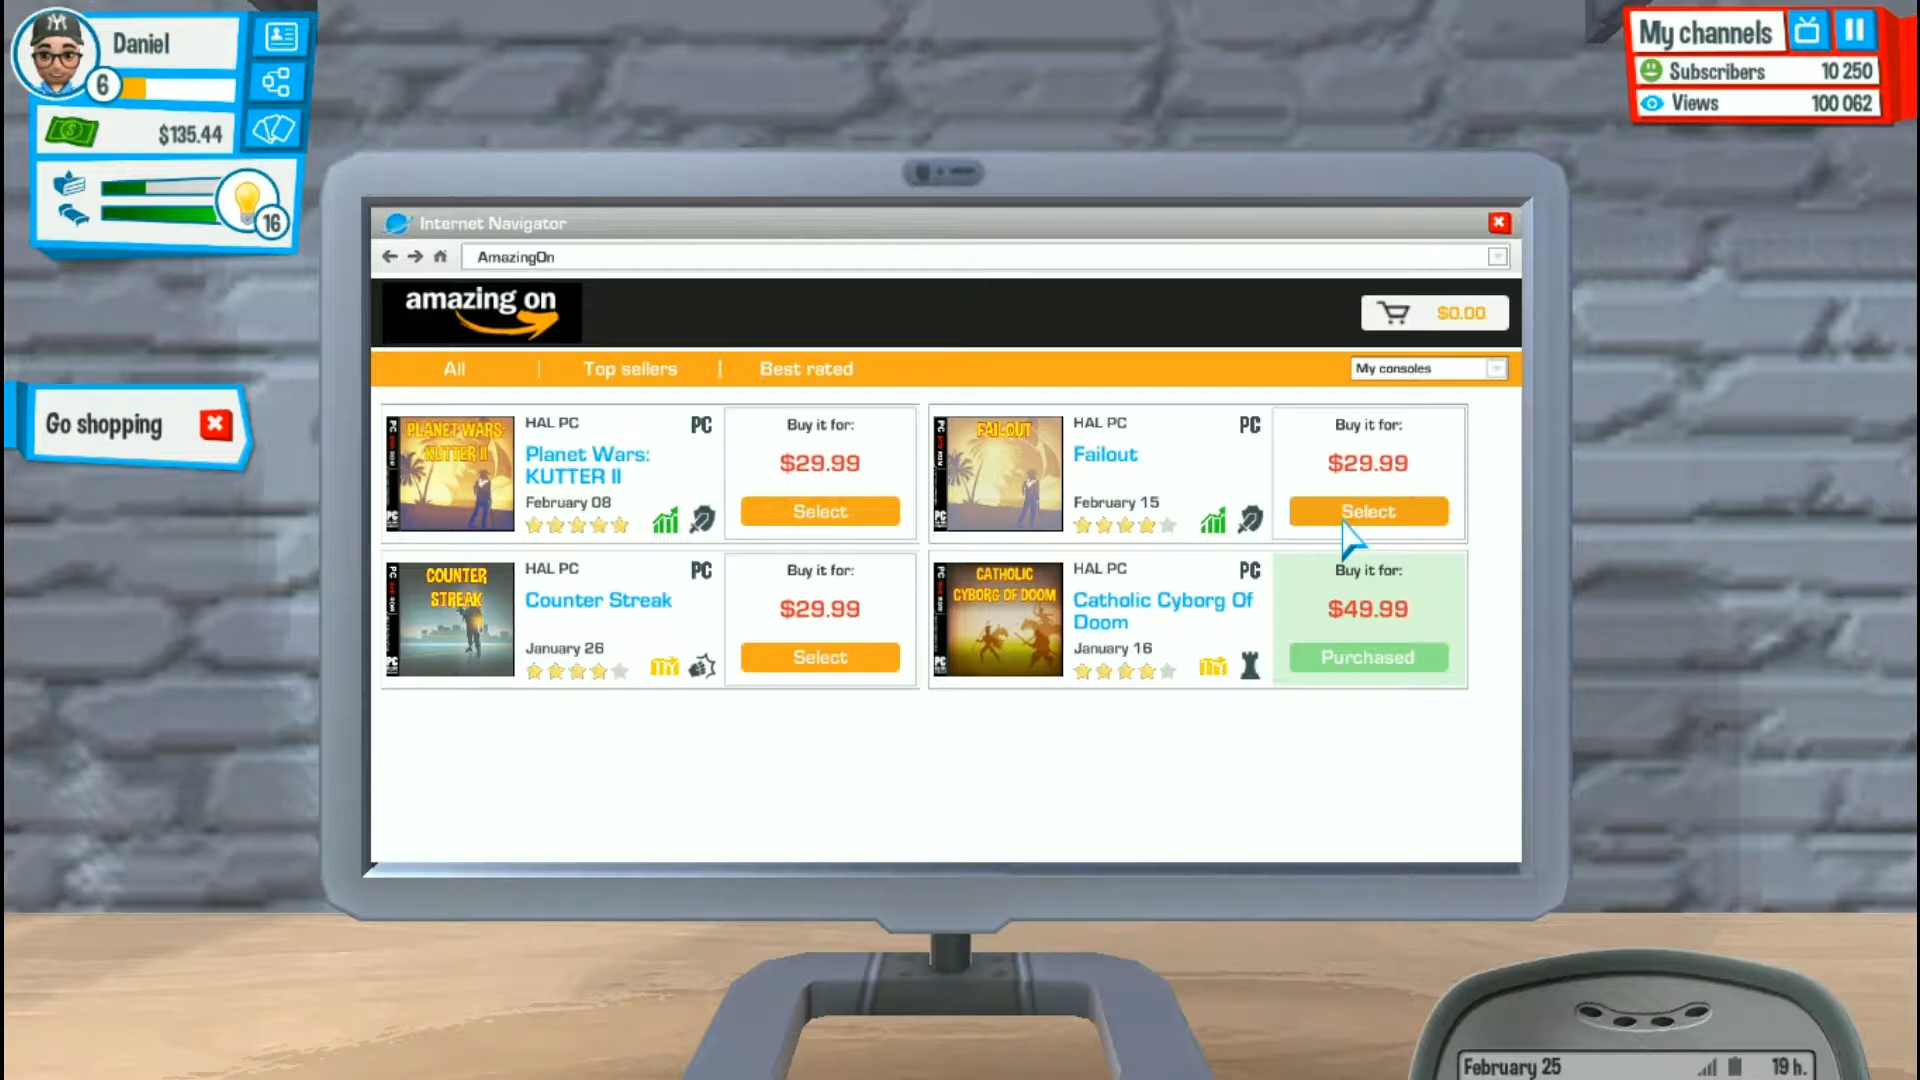 Daniel
6
$135.44
16
My channels
Subscribers 10 250
Views 100 062
Go shopping
Internet Navigator
AmazingOn
amazing on
$0.00
All | Top sellers | Best rated
My consoles
PLANET WARS:
KUTTER II
HAL PC
PC
Planet Wars:
KUTTER II
February 08
Buy it for:
$29.99
Select
FAILOUT
HAL PC
PC
Failout
February 15
Buy it for:
$29.99
Select
COUNTER
STREAK
HAL PC
PC
Counter Streak
January 26
Buy it for:
$29.99
Select
CATHOLIC
CYBORG OF DOOM
HAL PC
PC
Catholic Cyborg Of
Doom
January 16
Buy it for:
$49.99
Purchased
February 25
19 h.